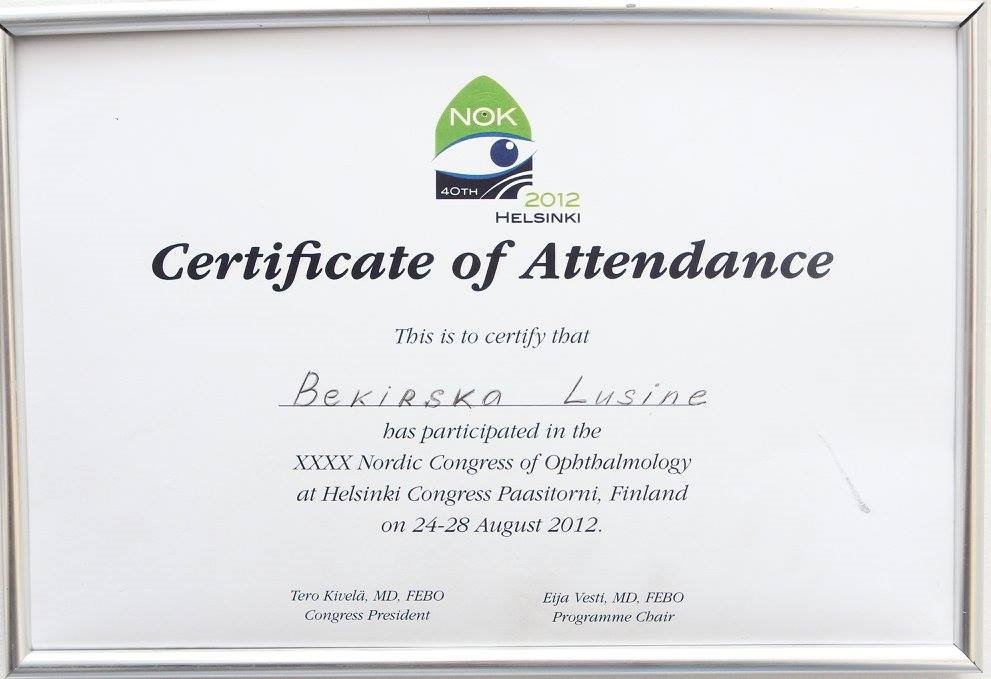 NOK
40TH
2012
HELSINKI
Certificate of Attendance
This is to certify that
Bekirska Lusine
has participated in the
XXXX Nordic Congress of Ophthalmology
at Helsinki Congress Paasitorni, Finland
on 24-28 August 2012.
Tero Kivelä, MD, FEBO
Congress President
Eija Vesti, MD, FEBO
Programme Chair